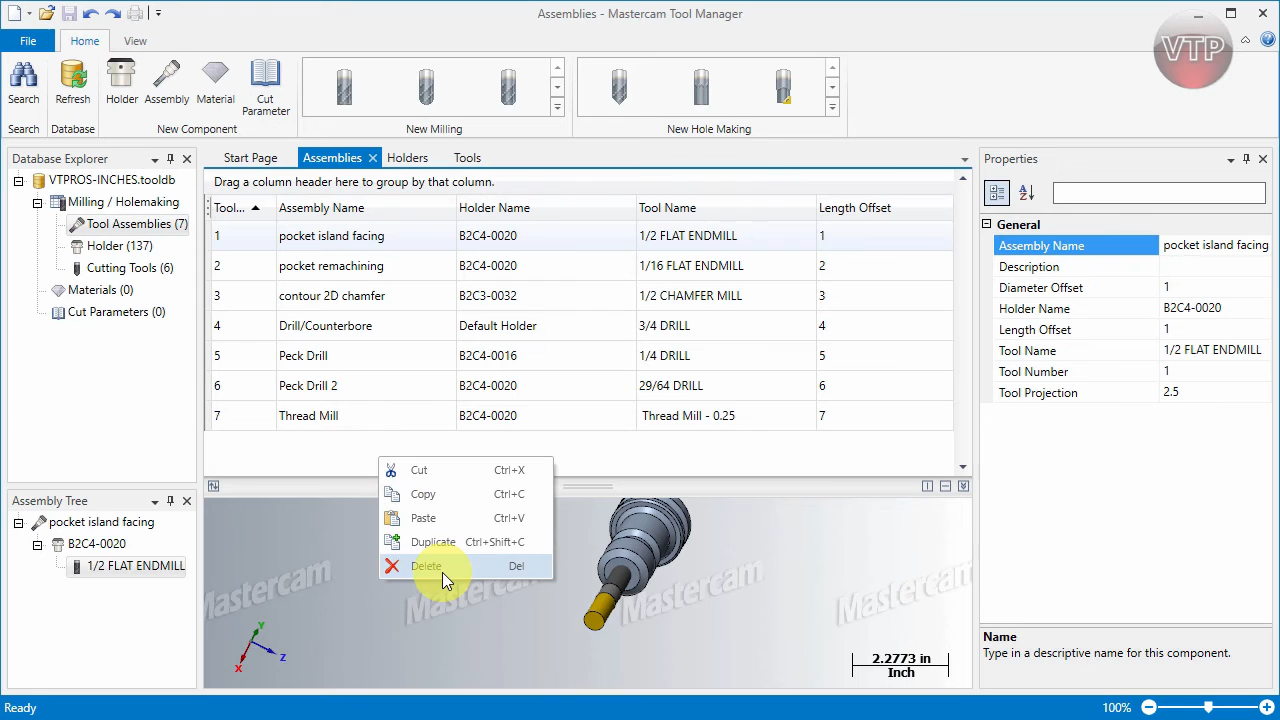 Assemblies - Mastercam Tool Manager
VTP
File
Home
View
Search
Refresh
Holder
Assembly
Material
Cut
Parameter
Search
Database
New Component
New Milling
New Hole Making
Database Explorer
VTPROS-INCHES.tooldb
Milling / Holemaking
Tool Assemblies (7)
Holder (137)
Cutting Tools (6)
Materials (0)
Cut Parameters (0)
Assembly Tree
pocket island facing
B2C4-0020
1/2 FLAT ENDMILL
Start Page
Assemblies
Holders
Tools
Drag a column header here to group by that column.
Tool... Assembly Name Holder Name Tool Name Length Offset
1 pocket island facing B2C4-0020 1/2 FLAT ENDMILL 1
2 pocket remachining B2C4-0020 1/16 FLAT ENDMILL 2
3 contour 2D chamfer B2C3-0032 1/2 CHAMFER MILL 3
4 Drill/Counterbore Default Holder 3/4 DRILL 4
5 Peck Drill B2C4-0016 1/4 DRILL 5
6 Peck Drill 2 B2C4-0020 29/64 DRILL 6
7 Thread Mill B2C4-0020 Thread Mill - 0.25 7
Cut Ctrl+X
Copy Ctrl+C
Paste Ctrl+V
Duplicate Ctrl+Shift+C
Delete Del
Mastercam
Mastercam
Mastercam
Mastercam
Y
Z
X
2.2773 in
Inch
Properties
General
Assembly Name pocket island facing
Description
Diameter Offset 1
Holder Name B2C4-0020
Length Offset 1
Tool Name 1/2 FLAT ENDMILL
Tool Number 1
Tool Projection 2.5
Name
Type in a descriptive name for this component.
Ready
100%